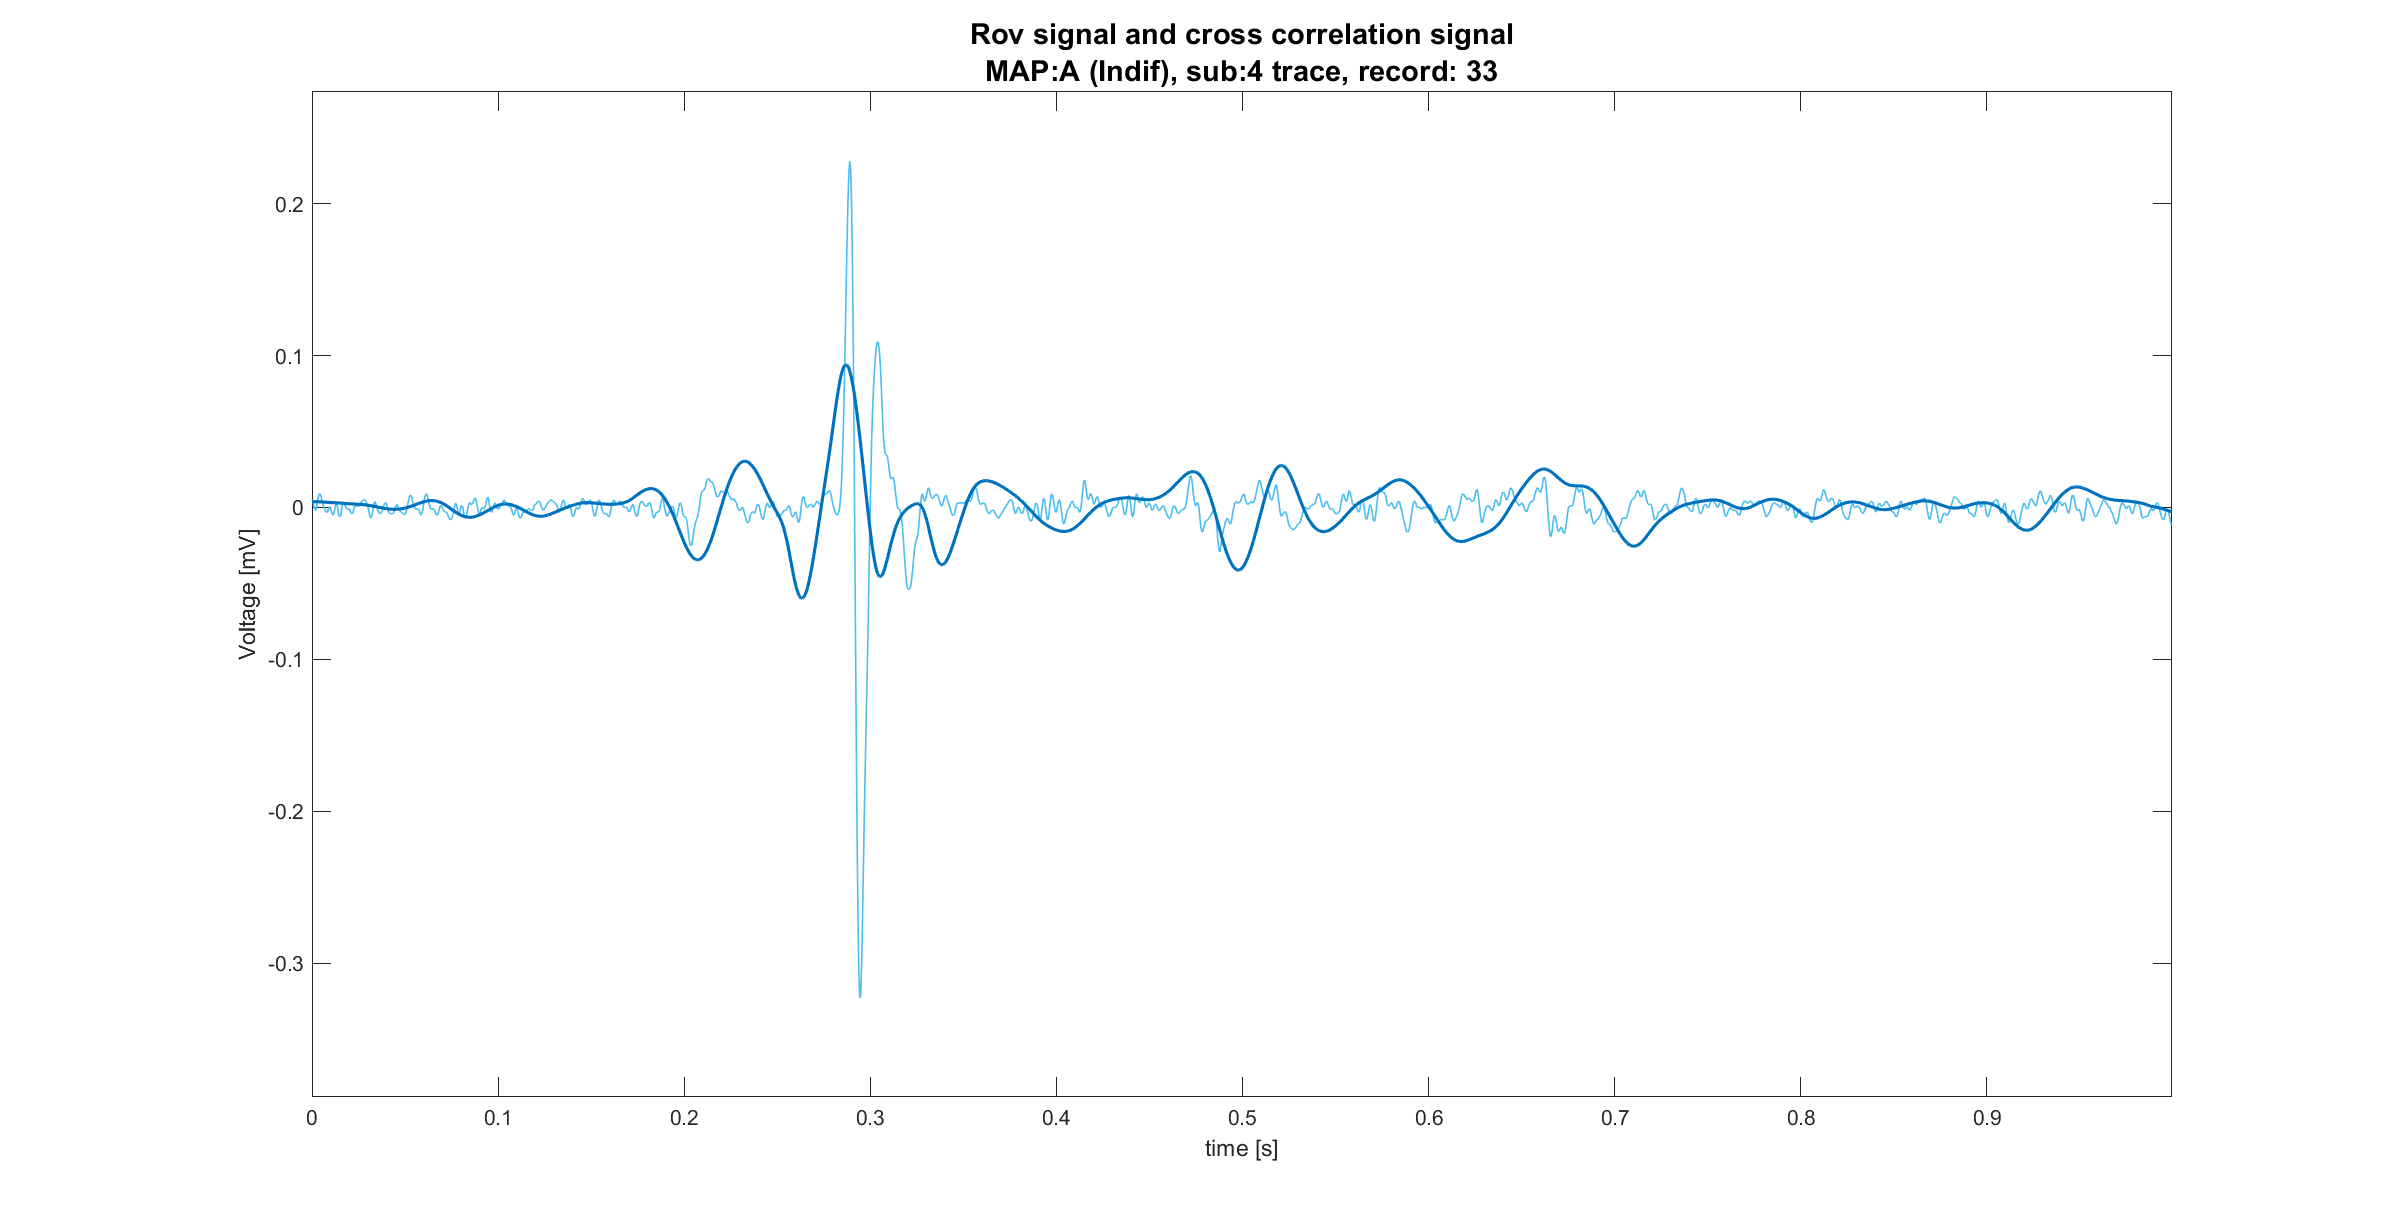 Rov signal and cross correlation signal
MAP:A (Indif), sub:4 trace, record: 33
0.2
0.1
0
-0.1
-0.2
-0.3
Voltage [mV]
0 0.1 0.2 0.3 0.4 0.5 0.6 0.7 0.8 0.9
time [s]